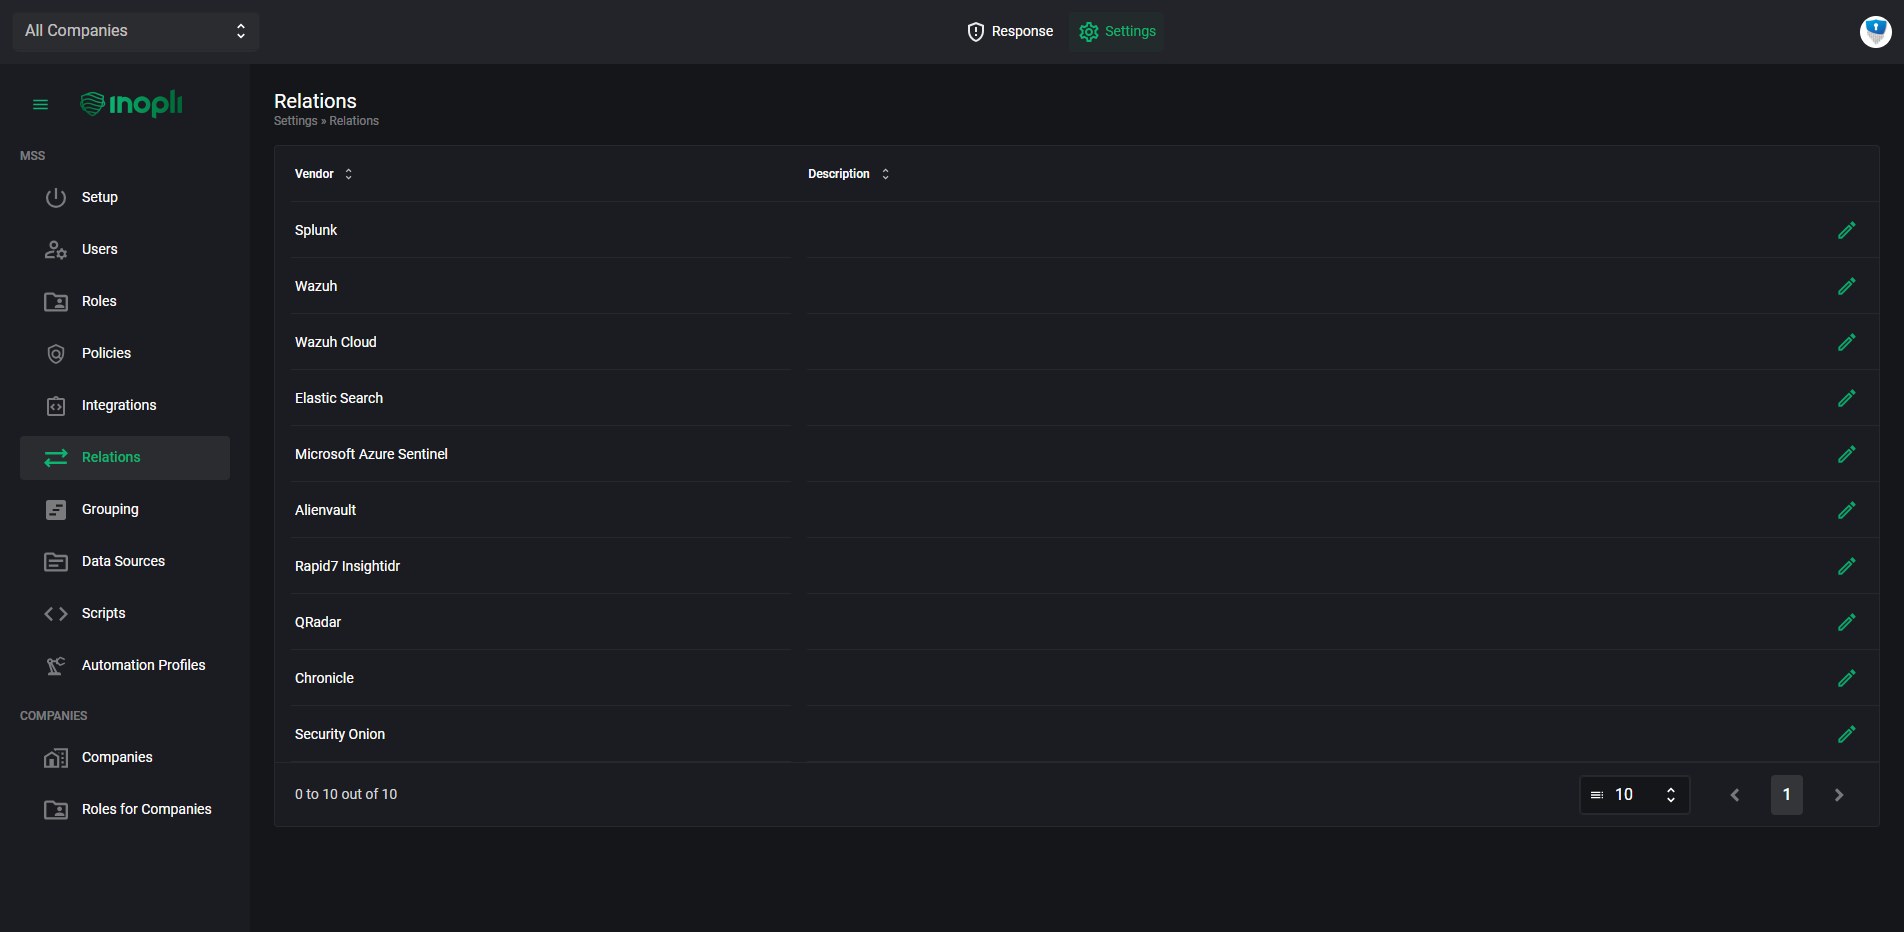 All Companies
Response
Settings
inopli
MSS
Setup
Users
Roles
Policies
Integrations
Relations
Grouping
Data Sources
Scripts
Automation Profiles
COMPANIES
Companies
Roles for Companies
Relations
Settings » Relations
Vendor Description
Splunk
Wazuh
Wazuh Cloud
Elastic Search
Microsoft Azure Sentinel
Alienvault
Rapid7 Insightidr
QRadar
Chronicle
Security Onion
0 to 10 out of 10
10
1